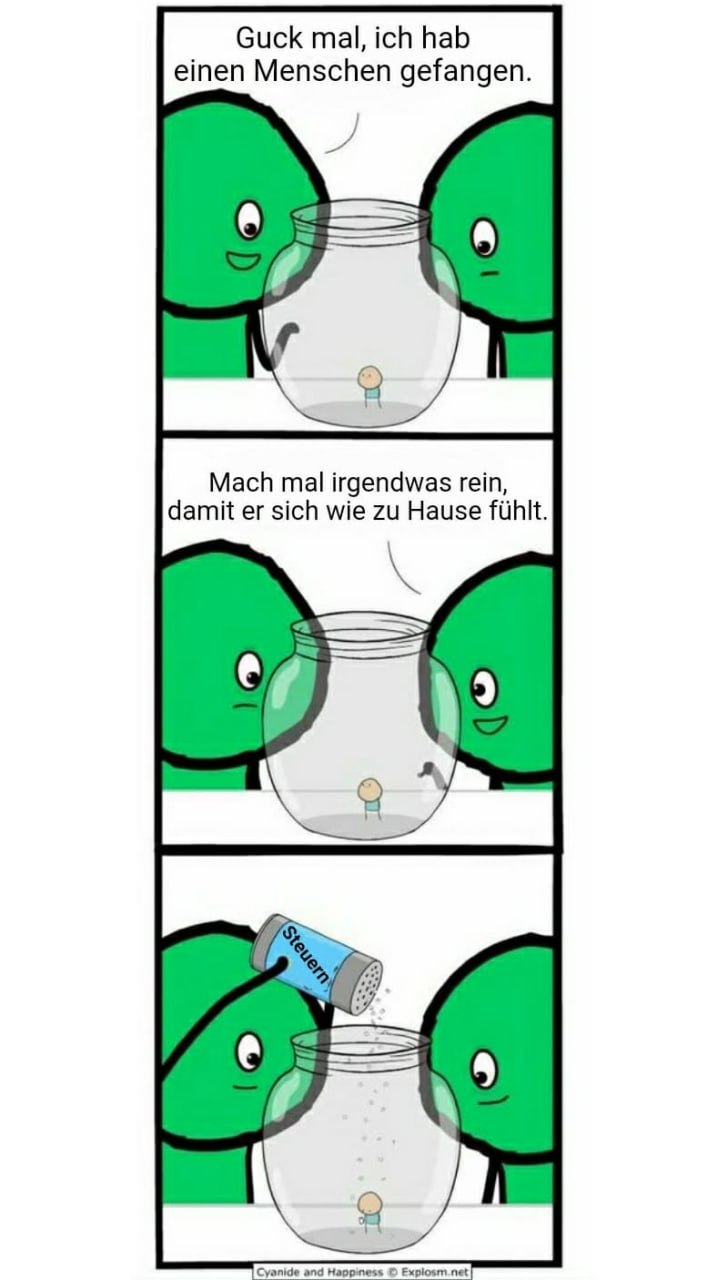 Guck mal, ich hab
einen Menschen gefangen.
Mach mal irgendwas rein,
damit er sich wie zu Hause fühlt.
Steuern
Cyanide and Happiness © Explosm.net